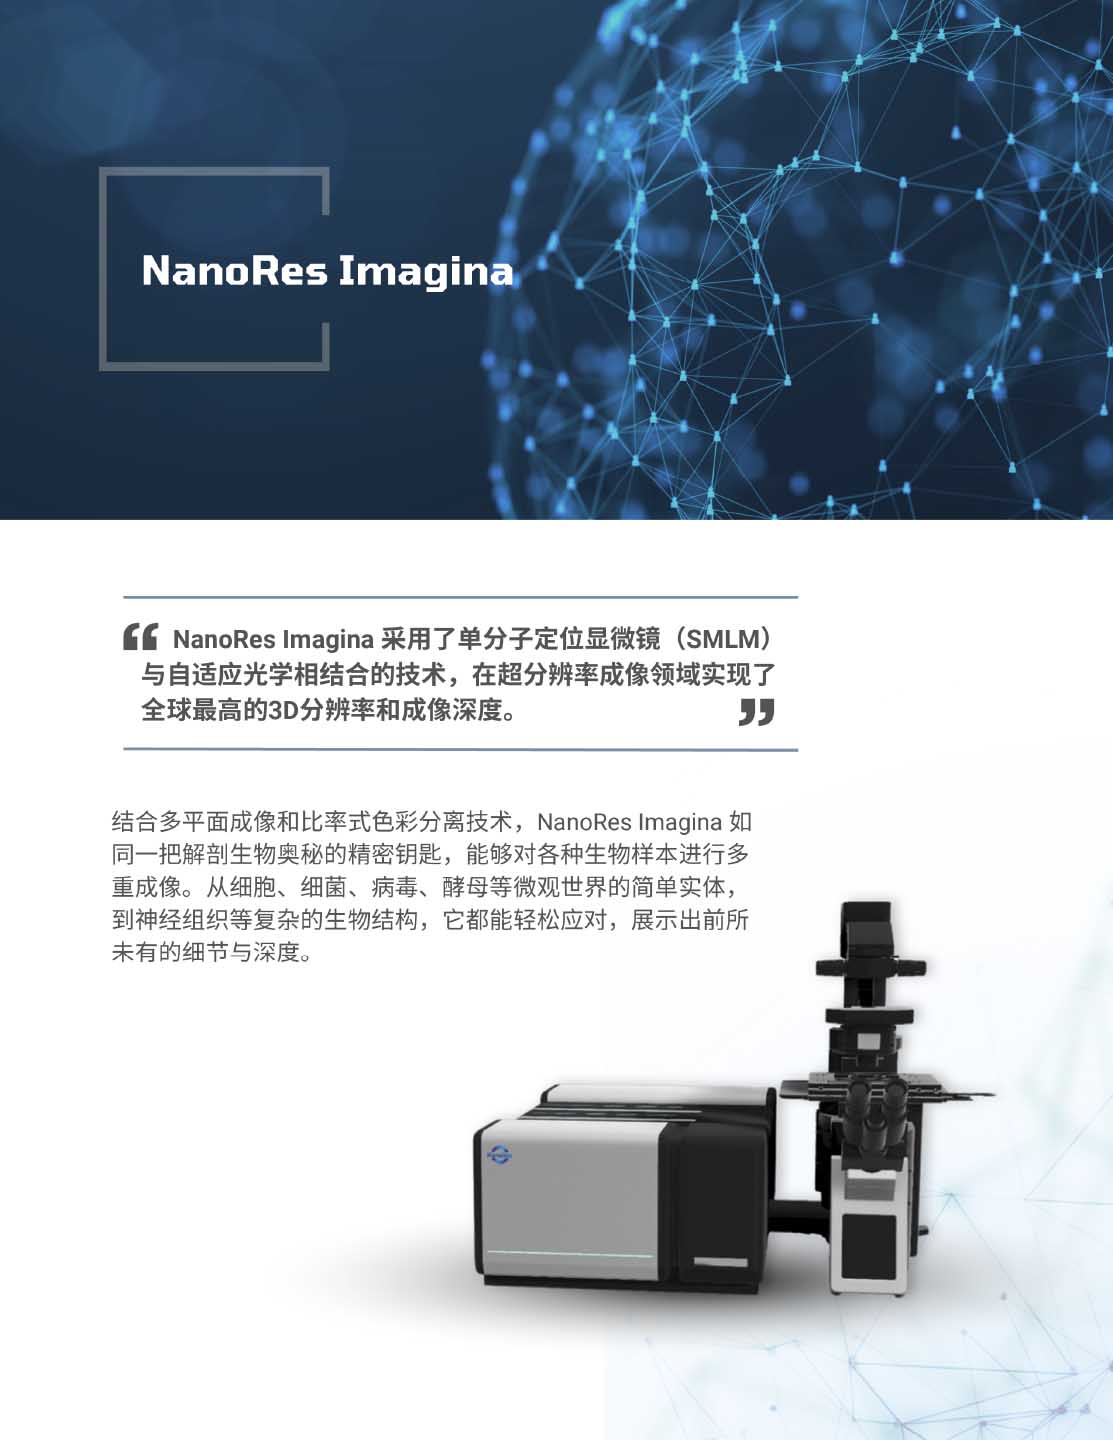 NanoRes Imagina
“ NanoRes Imagina 采用了单分子定位显微镜（SMLM）
与自适应光学相结合的技术，在超分辨率成像领域实现了
全球最高的3D分辨率和成像深度。 ”
结合多平面成像和比率式色彩分离技术，NanoRes Imagina 如
同一把解剖生物奥秘的精密钥匙，能够对各种生物样本进行多
重成像。从细胞、细菌、病毒、酵母等微观世界的简单实体，
到神经组织等复杂的生物结构，它都能轻松应对，展示出前所
未有的细节与深度。